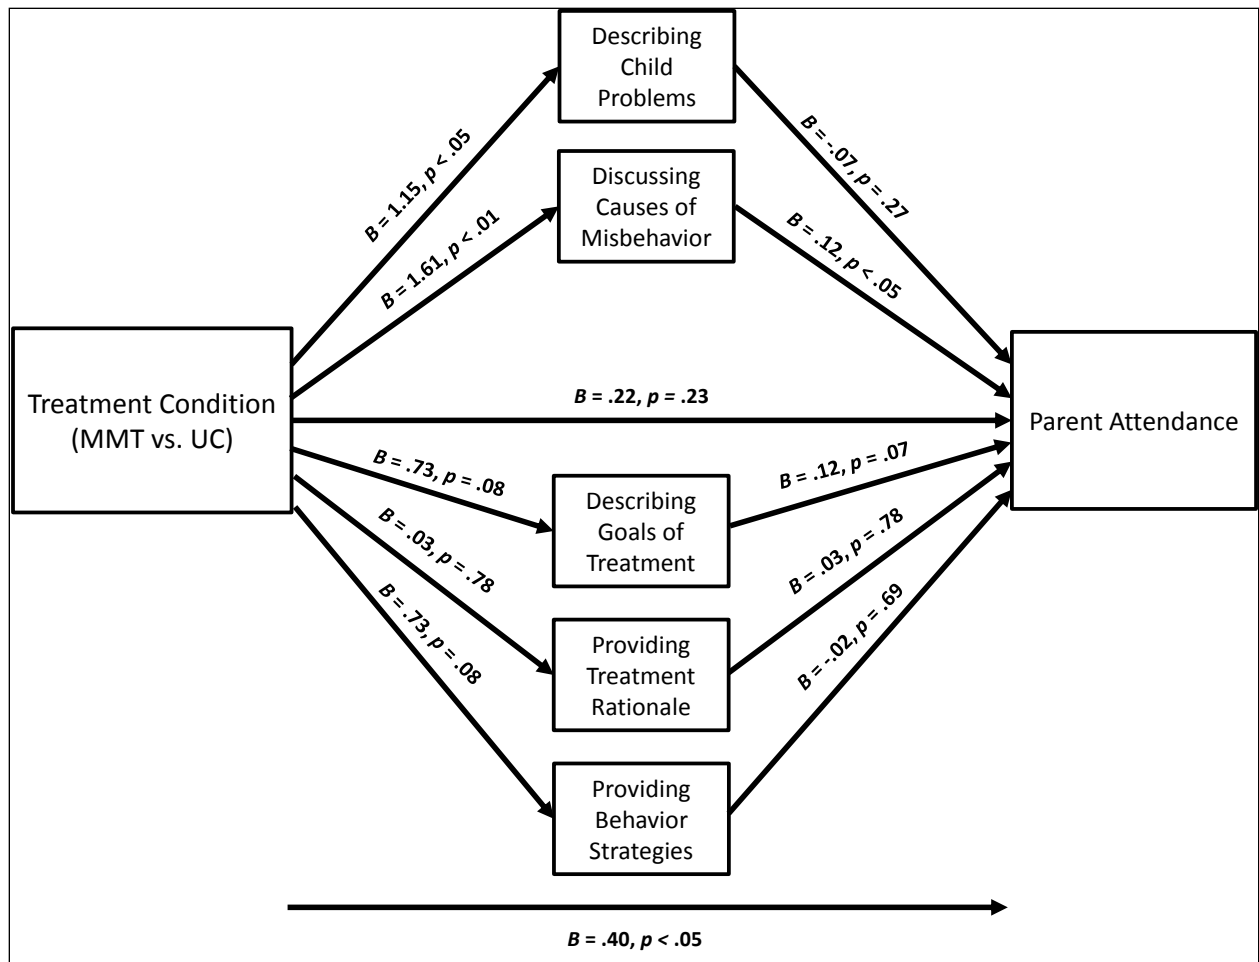 Describing
Child
Problems
B = 1.15, p < .05
B = -.07, p = .27
Discussing
Causes of
Misbehavior
B = 1.61, p < .01
B = .12, p < .05
Treatment Condition
(MMT vs. UC)
B = .22, p = .23
Parent Attendance
B = .73, p = .08
B = .12, p = .07
Describing
Goals of
Treatment
B = .03, p = .78
B = .03, p = .78
Providing
Treatment
Rationale
B = .73, p = .08
B = -.02, p = .69
Providing
Behavior
Strategies
B = .40, p < .05